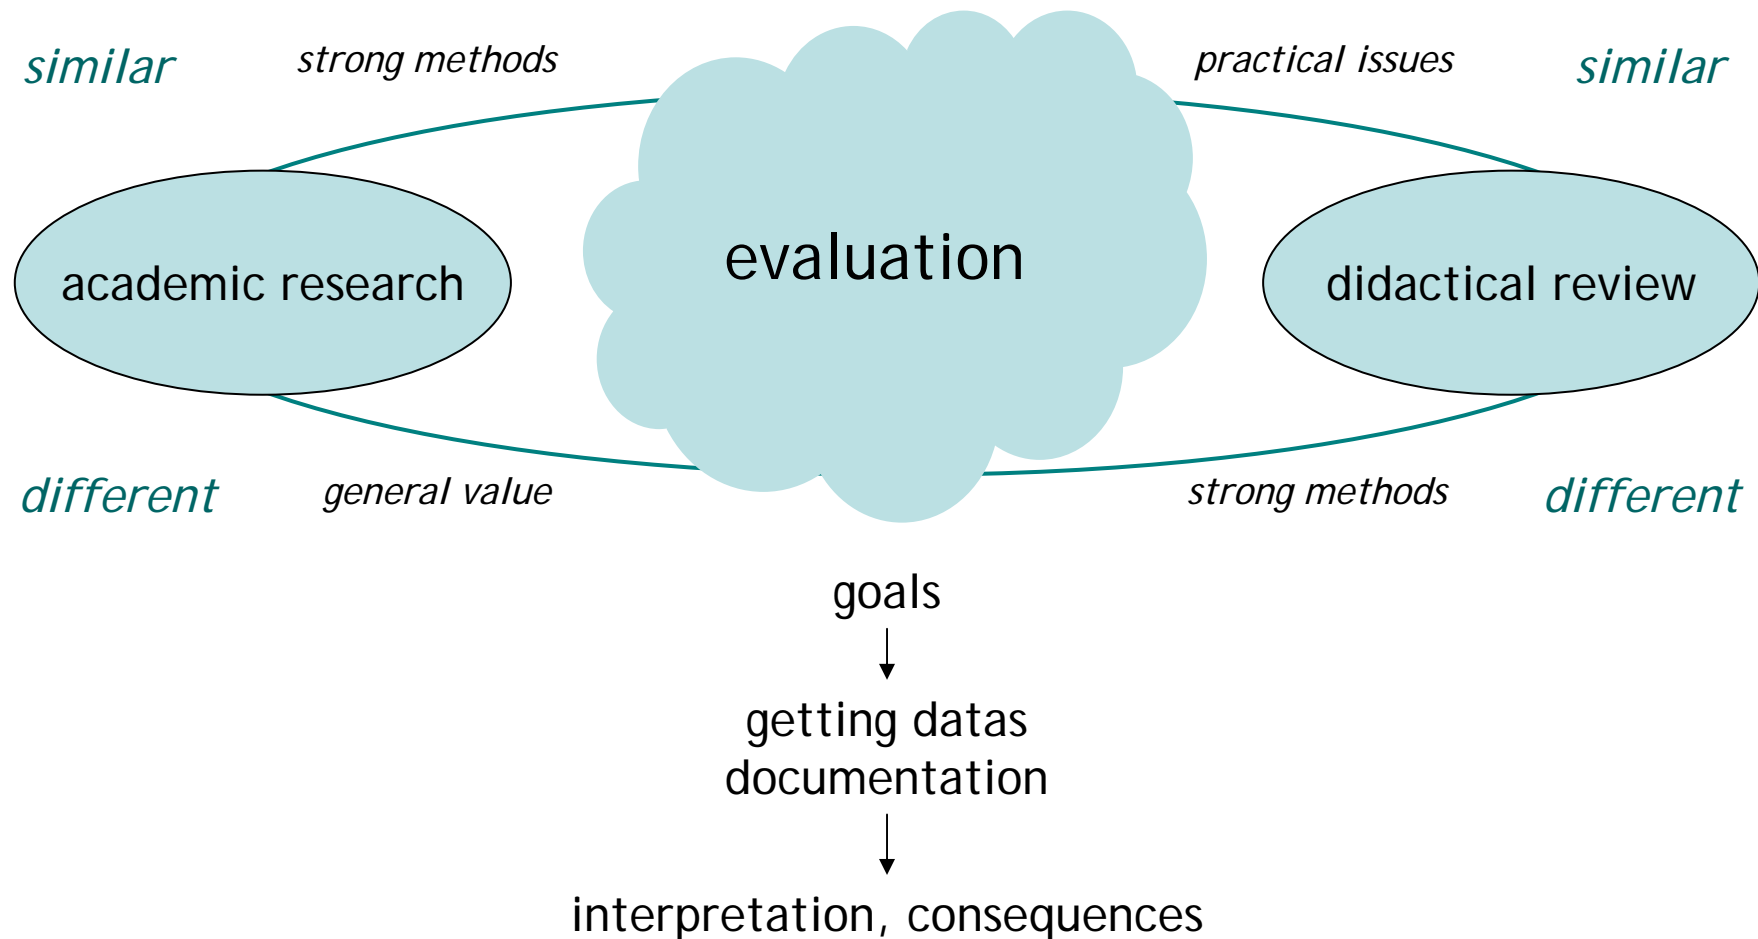 similar
strong methods
practical issues
similar
evaluation
academic research
didactical review
different
general value
strong methods
different
goals
getting datas
documentation
interpretation, consequences